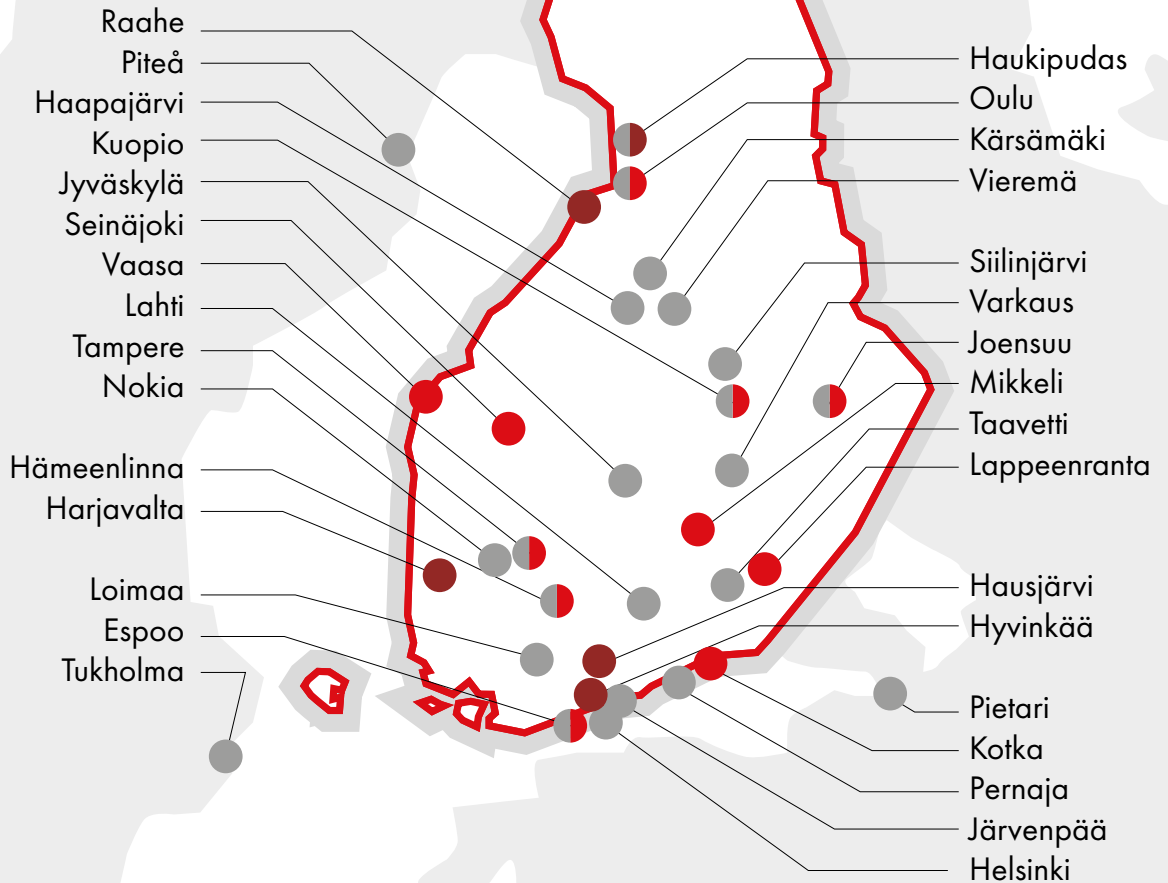 Raahe
Piteå
Haapajärvi
Kuopio
Jyväskylä
Seinäjoki
Vaasa
Lahti
Tampere
Nokia
Hämeenlinna
Harjavalta
Loimaa
Espoo
Tukholma
Haukipudas
Oulu
Kärsämäki
Vieremä
Siilinjärvi
Varkaus
Joensuu
Mikkeli
Taavetti
Lappeenranta
Hausjärvi
Hyvinkää
Pietari
Kotka
Pernaja
Järvenpää
Helsinki